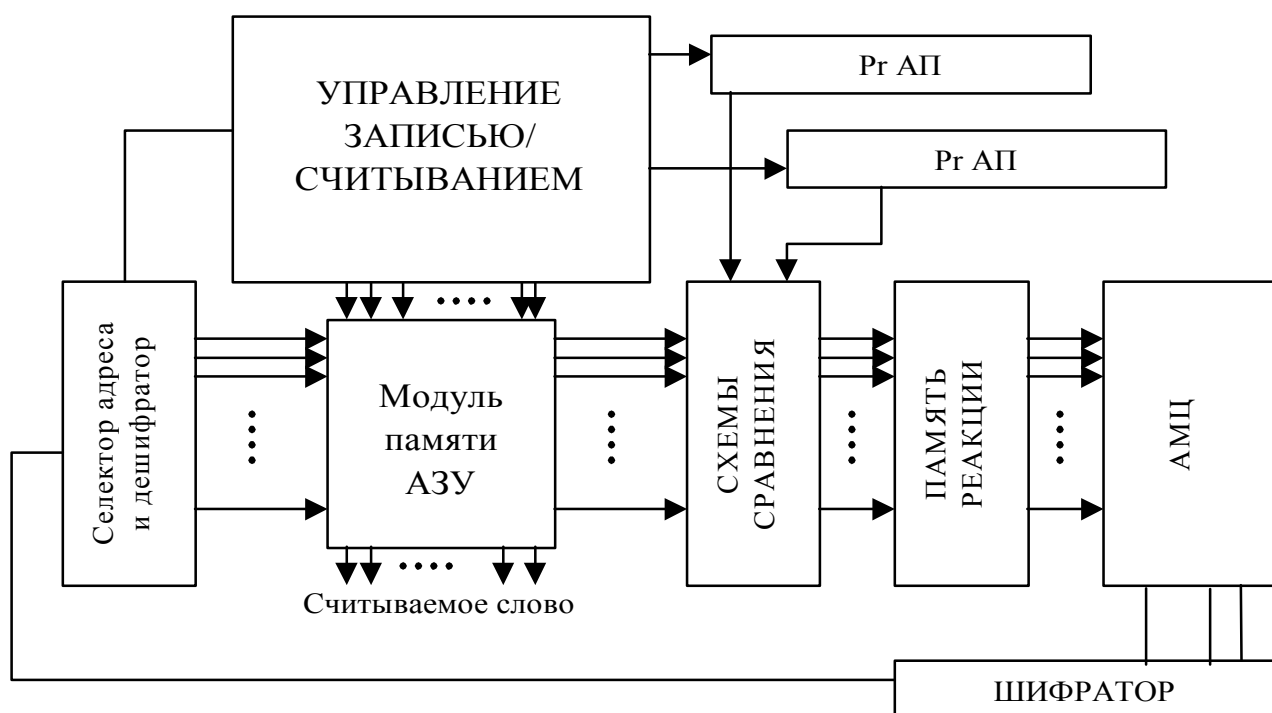 УПРАВЛЕНИЕ
ЗАПИСЬЮ/
СЧИТЫВАНИЕМ
Pr АП
Pr АП
Селектор адреса
и дешифратор
Модуль
памяти
АЗУ
СХЕМЫ
СРАВНЕНИЯ
ПАМЯТЬ
РЕАКЦИИ
АМЦ
Считываемое слово
ШИФРАТОР